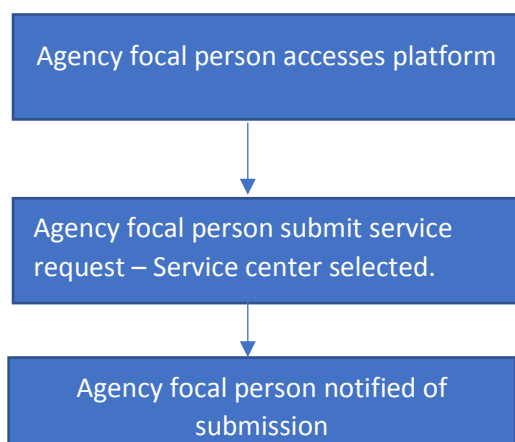 Agency focal person accesses platform
Agency focal person submit service
request – Service center selected.
Agency focal person notified of
submission